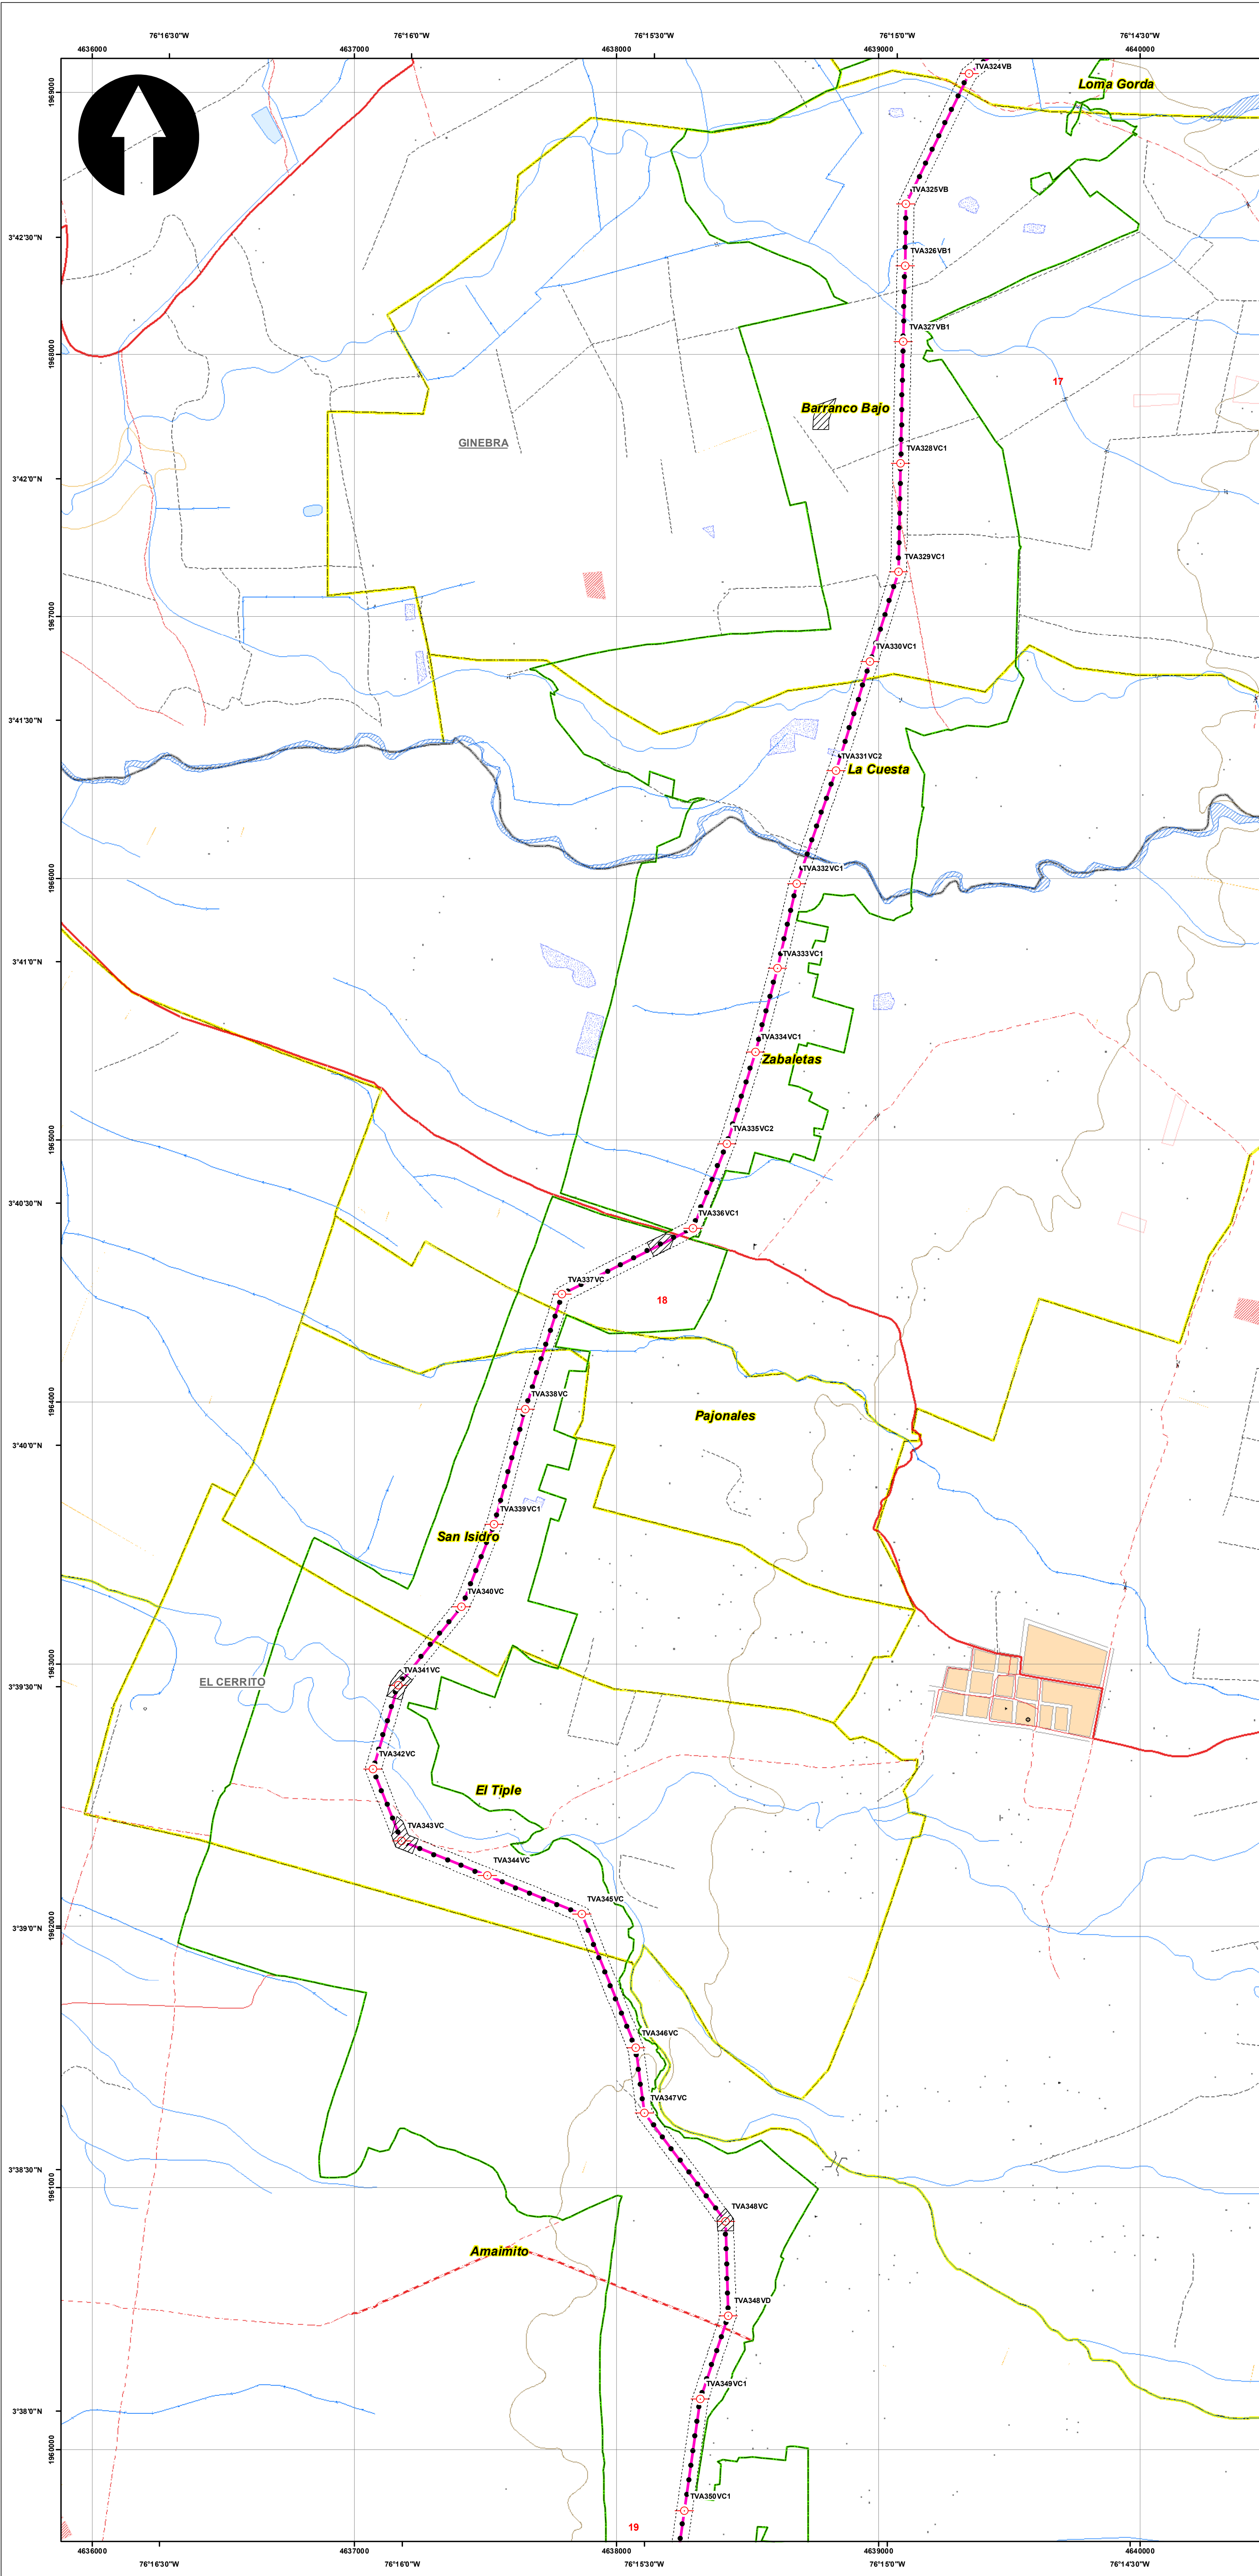 76°16'30"W 76°16'0"W 76°15'30"W 76°15'0"W 76°14'30"W
4636000 4637000 4638000 4639000 4640000
TVA324VB
Loma Gorda
1969000
TVA325VB
3°42'30"N
TVA326VB1
TVA327VB1
1968000
17
Barranco Bajo
GINEBRA
TVA328VC1
3°42'0"N
TVA329VC1
1967000
TVA330VC1
3°41'30"N
TVA331VC2
La Cuesta
TVA332VC1
1966000
TVA333VC1
3°41'0"N
TVA334VC1
Zabaletas
TVA335VC2
1965000
3°40'30"N
TVA336VC1
TVA337VC
18
TVA338VC
1964000
Pajonales
3°40'0"N
TVA339VC1
San Isidro
TVA340VC
1963000
TVA341VC
EL CERRITO
3°39'30"N
TVA342VC
El Tiple
TVA343VC
TVA344VC
TVA345VC
3°39'0"N
1962000
TVA346VC
TVA347VC
3°38'30"N
1961000
TVA348VC
Amaimito
TVA348VD
TVA349VC1
3°38'0"N
1960000
TVA350VC1
19
4636000 4637000 4638000 4639000 4640000
76°16'30"W 76°16'0"W 76°15'30"W 76°15'0"W 76°14'30"W